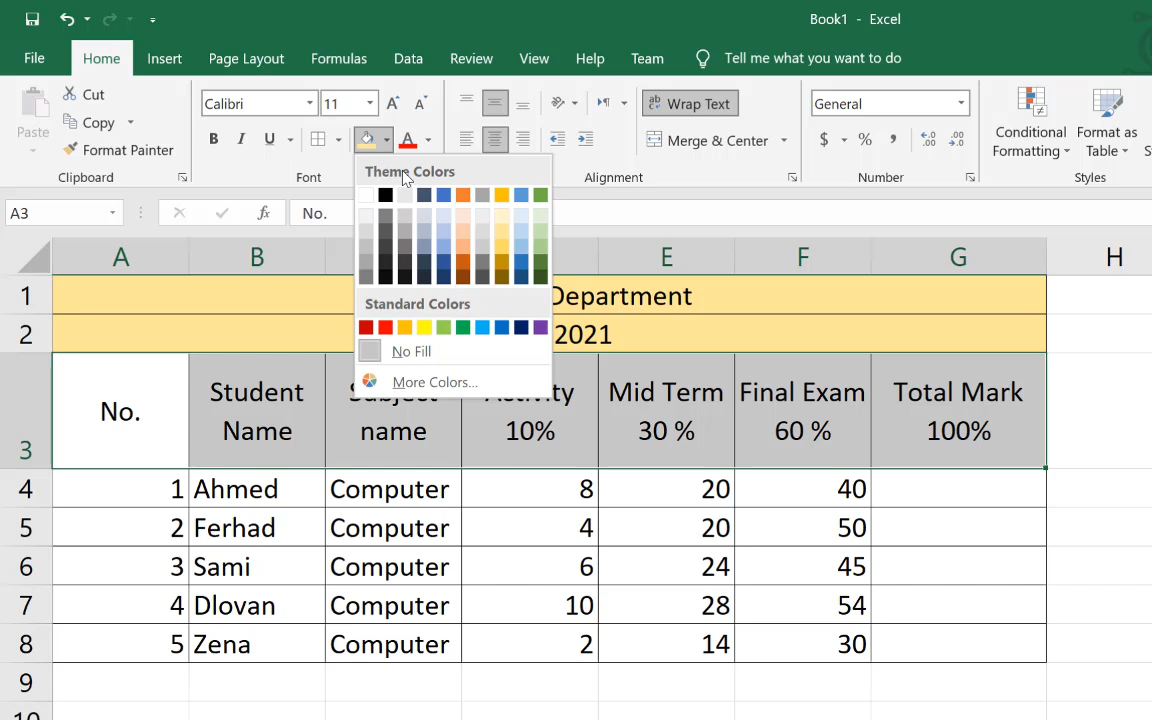 Book1 - Excel
File Home Insert Page Layout Formulas Data Review View Help Team Tell me what you want to do
Paste
Cut
Copy
Format Painter
Clipboard
Calibri 11
B I U
Font
Wrap Text
Merge & Center
Alignment
General
$ % ,
Number
Conditional
Formatting
Format as
Table
Styles
A3 fx No.
Theme Colors
Standard Colors
No Fill
More Colors...
A B E F G H
1 Department
2 2021
3 No. Student Name Subject name Activity 10% Mid Term 30 % Final Exam 60 % Total Mark 100%
4 1 Ahmed Computer 8 20 40
5 2 Ferhad Computer 4 20 50
6 3 Sami Computer 6 24 45
7 4 Dlovan Computer 10 28 54
8 5 Zena Computer 2 14 30
9
10